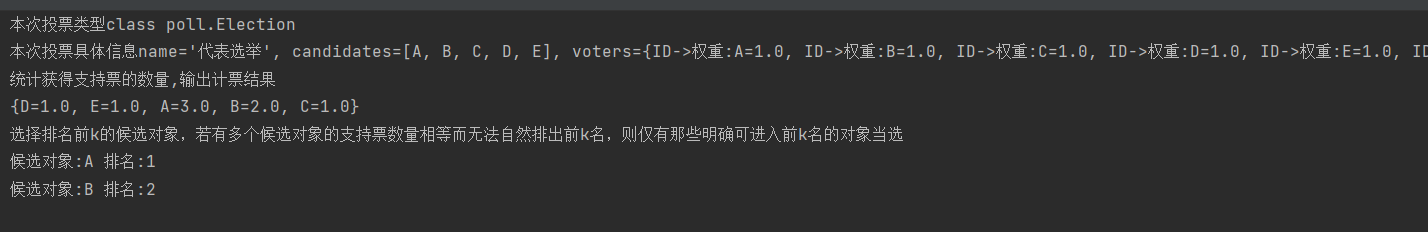 本次投票类型class poll.Election
本次投票具体信息name='代表选举', candidates=[A, B, C, D, E], voters={ID->权重:A=1.0, ID->权重:B=1.0, ID->权重:C=1.0, ID->权重:D=1.0, ID->权重:E=1.0, ID
统计获得支持票的数量,输出计票结果
{D=1.0, E=1.0, A=3.0, B=2.0, C=1.0}
选择排名前k的候选对象，若有多个候选对象的支持票数量相等而无法自然排出前k名，则仅有那些明确可进入前k名的对象当选
候选对象:A 排名:1
候选对象:B 排名:2